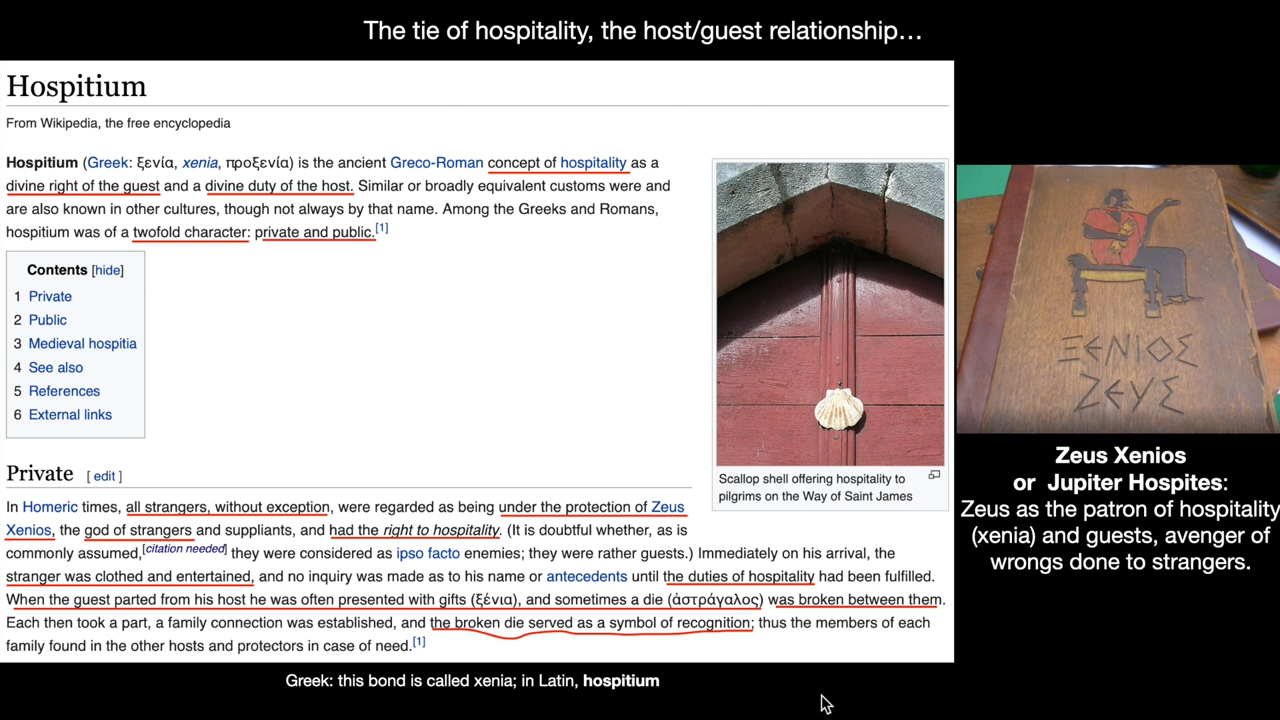 The tie of hospitality, the host/guest relationship…
Hospitium
From Wikipedia, the free encyclopedia
Hospitium (Greek: ξενία, xenia, προξενία) is the ancient Greco-Roman concept of hospitality as a
divine right of the guest and a divine duty of the host. Similar or broadly equivalent customs were and
are also known in other cultures, though not always by that name. Among the Greeks and Romans,
hospitium was of a twofold character: private and public.[1]
Contents [hide]
1 Private
2 Public
3 Medieval hospitia
4 See also
5 References
6 External links
Scallop shell offering hospitality to
pilgrims on the Way of Saint James
Private [ edit ]
In Homeric times, all strangers, without exception, were regarded as being under the protection of Zeus
Xenios, the god of strangers and suppliants, and had the right to hospitality. (It is doubtful whether, as is
commonly assumed,[citation needed] they were considered as ipso facto enemies; they were rather guests.) Immediately on his arrival, the
stranger was clothed and entertained, and no inquiry was made as to his name or antecedents until the duties of hospitality had been fulfilled.
When the guest parted from his host he was often presented with gifts (ξένια), and sometimes a die (ἀστράγαλος) was broken between them.
Each then took a part, a family connection was established, and the broken die served as a symbol of recognition; thus the members of each
family found in the other hosts and protectors in case of need.[1]
ΞΕΝΙΟΣ
ΖΕΥΣ
Zeus Xenios
or Jupiter Hospites:
Zeus as the patron of hospitality
(xenia) and guests, avenger of
wrongs done to strangers.
Greek: this bond is called xenia; in Latin, hospitium